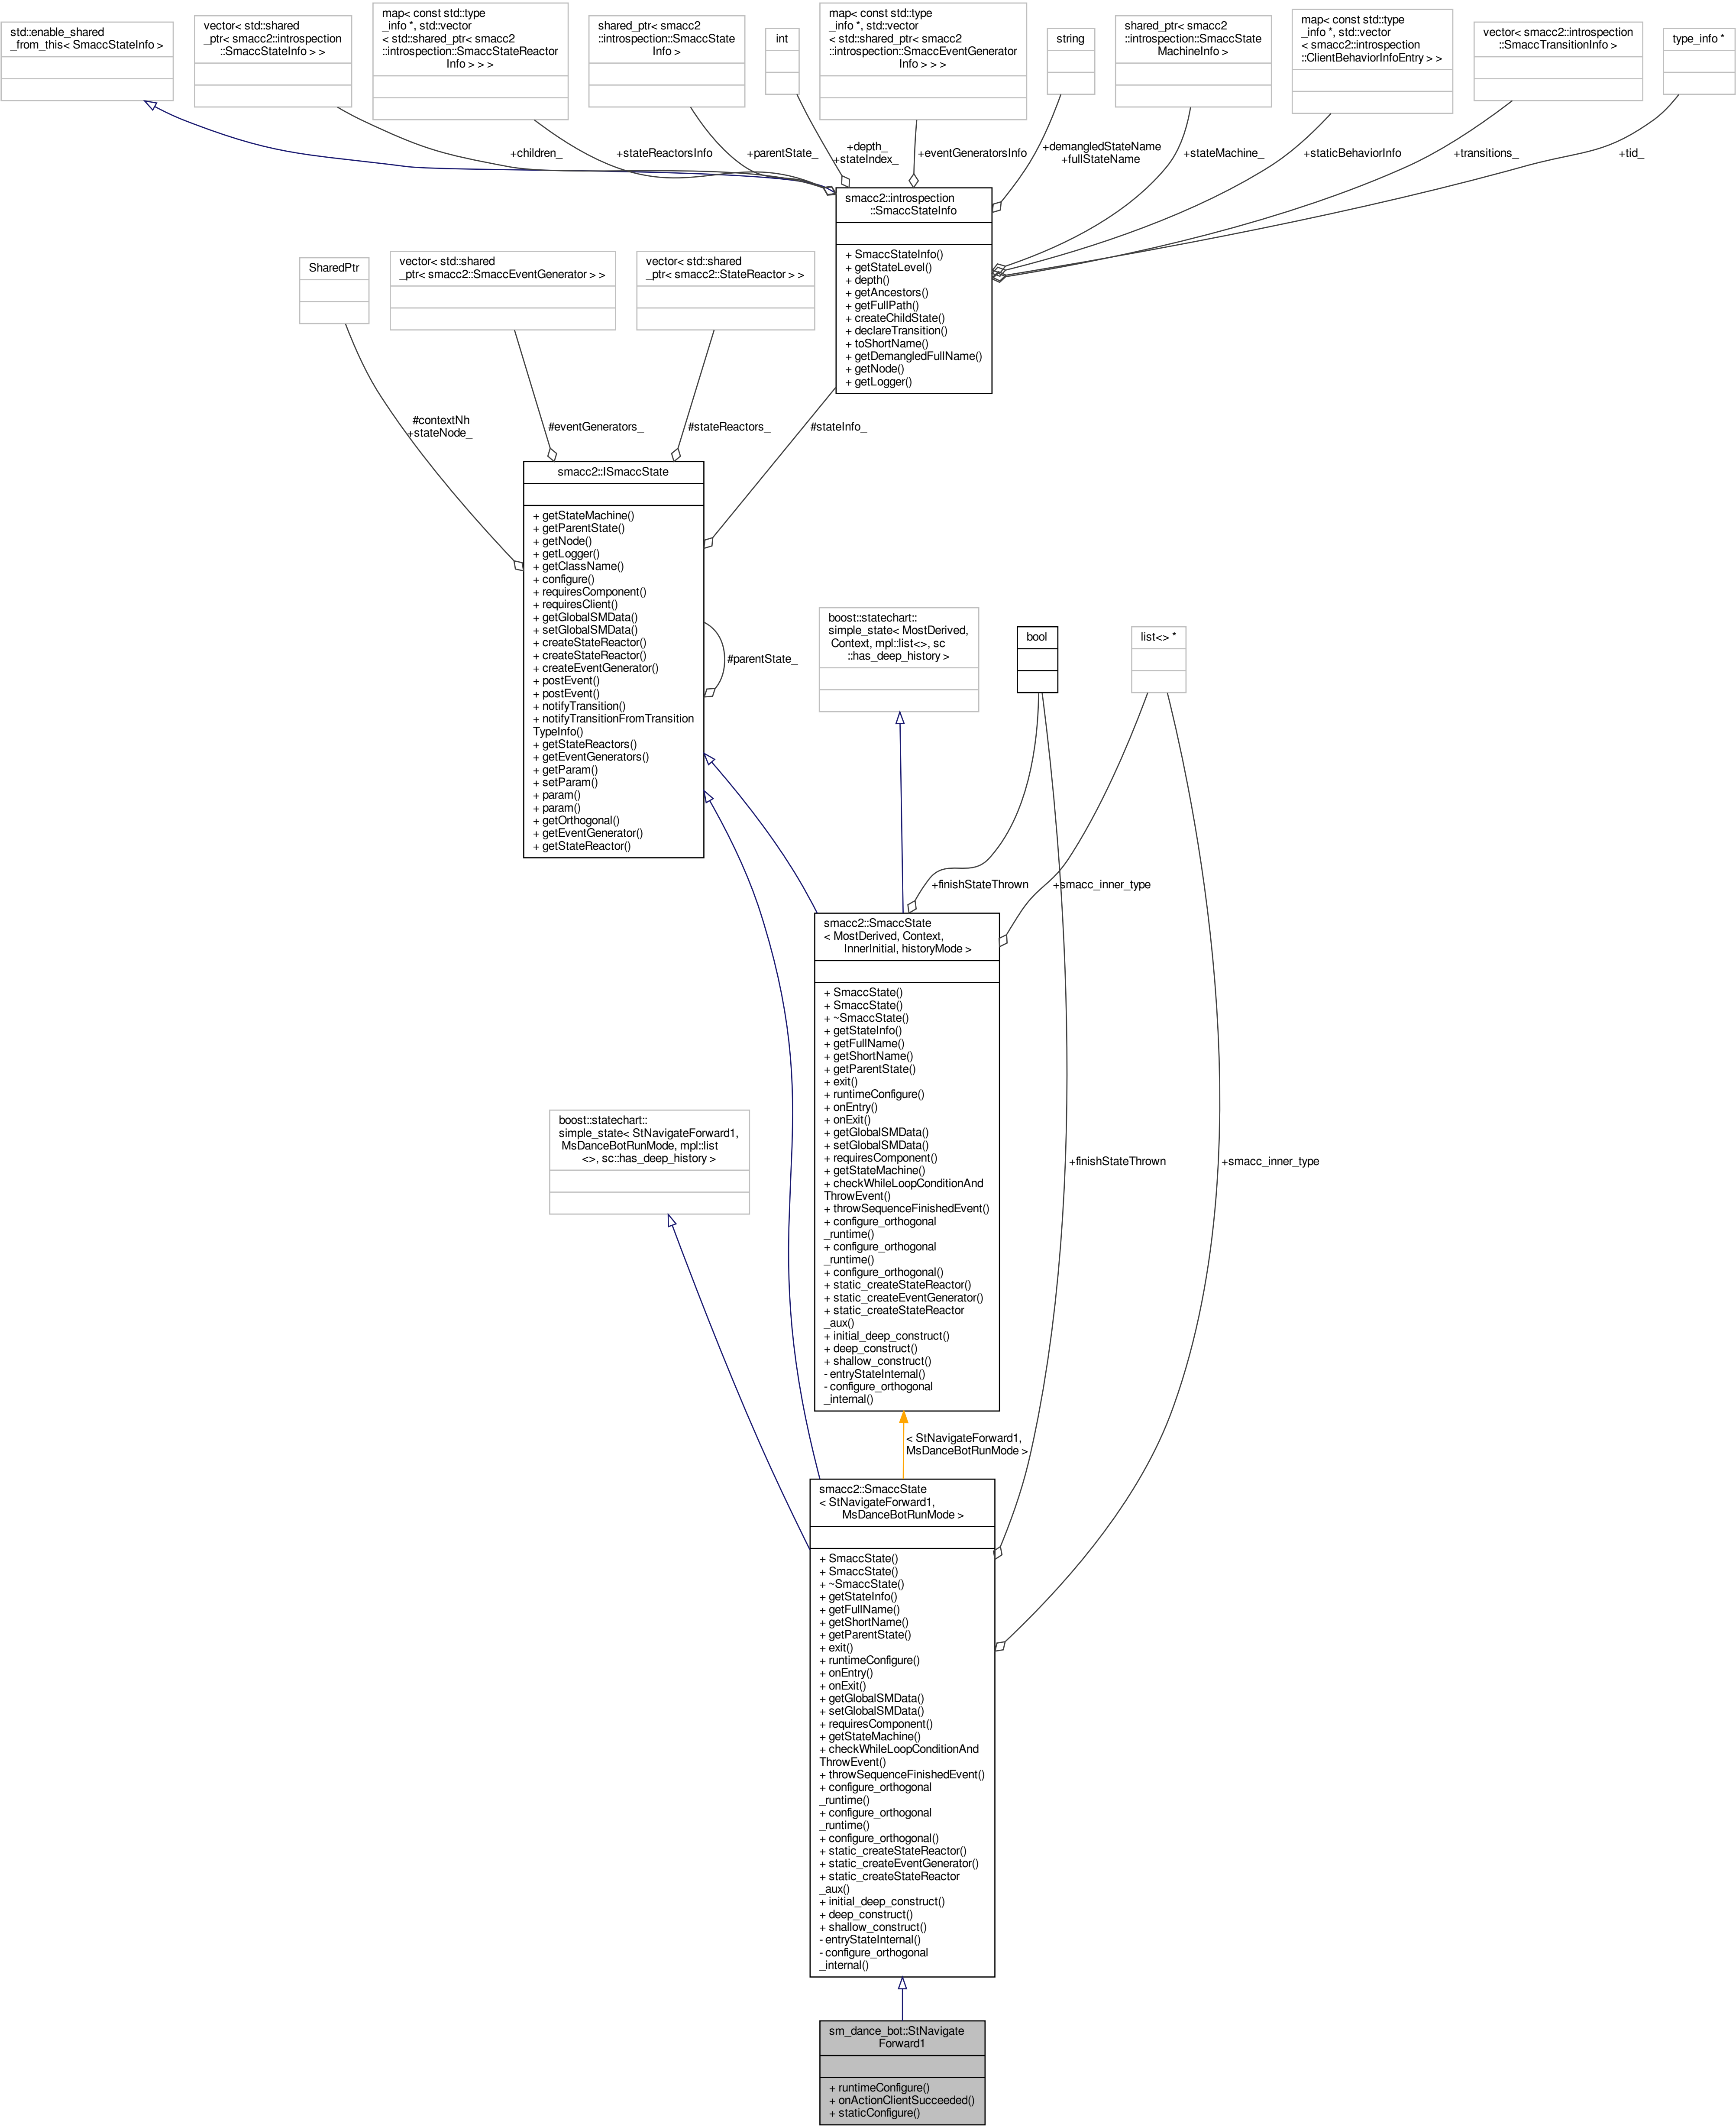 std::enable_shared
_from_this< SmaccStateInfo >
vector< std::shared
_ptr< smacc2::introspection
::SmaccStateInfo > >
map< const std::type
_info *, std::vector
< std::shared_ptr< smacc2
::introspection::SmaccStateReactor
Info > > >
shared_ptr< smacc2
::introspection::SmaccState
Info >
int
map< const std::type
_info *, std::vector
< std::shared_ptr< smacc2
::introspection::SmaccEventGenerator
Info > > >
string
shared_ptr< smacc2
::introspection::SmaccState
MachineInfo >
map< const std::type
_info *, std::vector
< smacc2::introspection
::ClientBehaviorInfoEntry > >
vector< smacc2::introspection
::SmaccTransitionInfo >
type_info *
+children_
+stateReactorsInfo
+parentState_
+depth_
+stateIndex_
+eventGeneratorsInfo
+demangledStateName
+fullStateName
+stateMachine_
+staticBehaviorInfo
+transitions_
+tid_
smacc2::introspection
::SmaccStateInfo
+ SmaccStateInfo()
+ getStateLevel()
+ depth()
+ getAncestors()
+ getFullPath()
+ createChildState()
+ declareTransition()
+ toShortName()
+ getDemangledFullName()
+ getNode()
+ getLogger()
SharedPtr
vector< std::shared
_ptr< smacc2::SmaccEventGenerator > >
vector< std::shared
_ptr< smacc2::StateReactor > >
#contextNh
+stateNode_
#eventGenerators_
#stateReactors_
#stateInfo_
smacc2::ISmaccState
+ getStateMachine()
+ getParentState()
+ getNode()
+ getLogger()
+ getClassName()
+ configure()
+ requiresComponent()
+ requiresClient()
+ getGlobalSMData()
+ setGlobalSMData()
+ createStateReactor()
+ createStateReactor()
+ createEventGenerator()
+ postEvent()
+ postEvent()
+ notifyTransition()
+ notifyTransitionFromTransition
TypeInfo()
+ getStateReactors()
+ getEventGenerators()
+ getParam()
+ setParam()
+ param()
+ param()
+ getOrthogonal()
+ getEventGenerator()
+ getStateReactor()
#parentState_
boost::statechart::
simple_state< MostDerived,
Context, mpl::list<>, sc
::has_deep_history >
bool
list<> *
+finishStateThrown
+smacc_inner_type
smacc2::SmaccState
< MostDerived, Context,
InnerInitial, historyMode >
+ SmaccState()
+ SmaccState()
+ ~SmaccState()
+ getStateInfo()
+ getFullName()
+ getShortName()
+ getParentState()
+ exit()
+ runtimeConfigure()
+ onEntry()
+ onExit()
+ getGlobalSMData()
+ setGlobalSMData()
+ requiresComponent()
+ getStateMachine()
+ checkWhileLoopConditionAnd
ThrowEvent()
+ throwSequenceFinishedEvent()
+ configure_orthogonal
_runtime()
+ configure_orthogonal
_runtime()
+ configure_orthogonal()
+ static_createStateReactor()
+ static_createEventGenerator()
+ static_createStateReactor
_aux()
+ initial_deep_construct()
+ deep_construct()
+ shallow_construct()
- entryStateInternal()
- configure_orthogonal
_internal()
boost::statechart::
simple_state< StNavigateForward1,
MsDanceBotRunMode, mpl::list
<>, sc::has_deep_history >
+finishStateThrown
+smacc_inner_type
< StNavigateForward1,
MsDanceBotRunMode >
smacc2::SmaccState
< StNavigateForward1,
MsDanceBotRunMode >
+ SmaccState()
+ SmaccState()
+ ~SmaccState()
+ getStateInfo()
+ getFullName()
+ getShortName()
+ getParentState()
+ exit()
+ runtimeConfigure()
+ onEntry()
+ onExit()
+ getGlobalSMData()
+ setGlobalSMData()
+ requiresComponent()
+ getStateMachine()
+ checkWhileLoopConditionAnd
ThrowEvent()
+ throwSequenceFinishedEvent()
+ configure_orthogonal
_runtime()
+ configure_orthogonal
_runtime()
+ configure_orthogonal()
+ static_createStateReactor()
+ static_createEventGenerator()
+ static_createStateReactor
_aux()
+ initial_deep_construct()
+ deep_construct()
+ shallow_construct()
- entryStateInternal()
- configure_orthogonal
_internal()
sm_dance_bot::StNavigate
Forward1
+ runtimeConfigure()
+ onActionClientSucceeded()
+ staticConfigure()